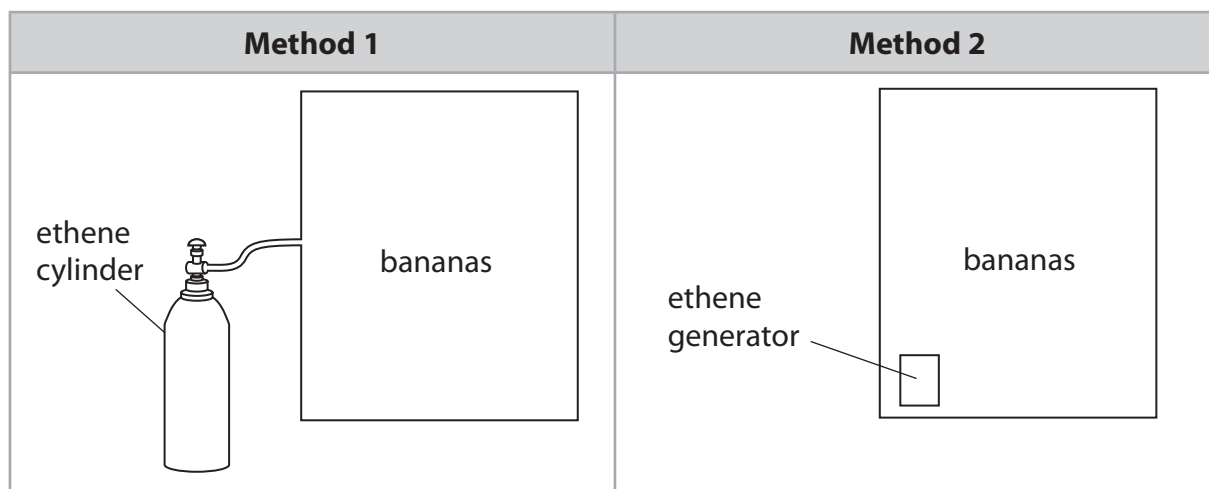 Method 1
Method 2
ethene
cylinder
bananas
ethene
generator
bananas